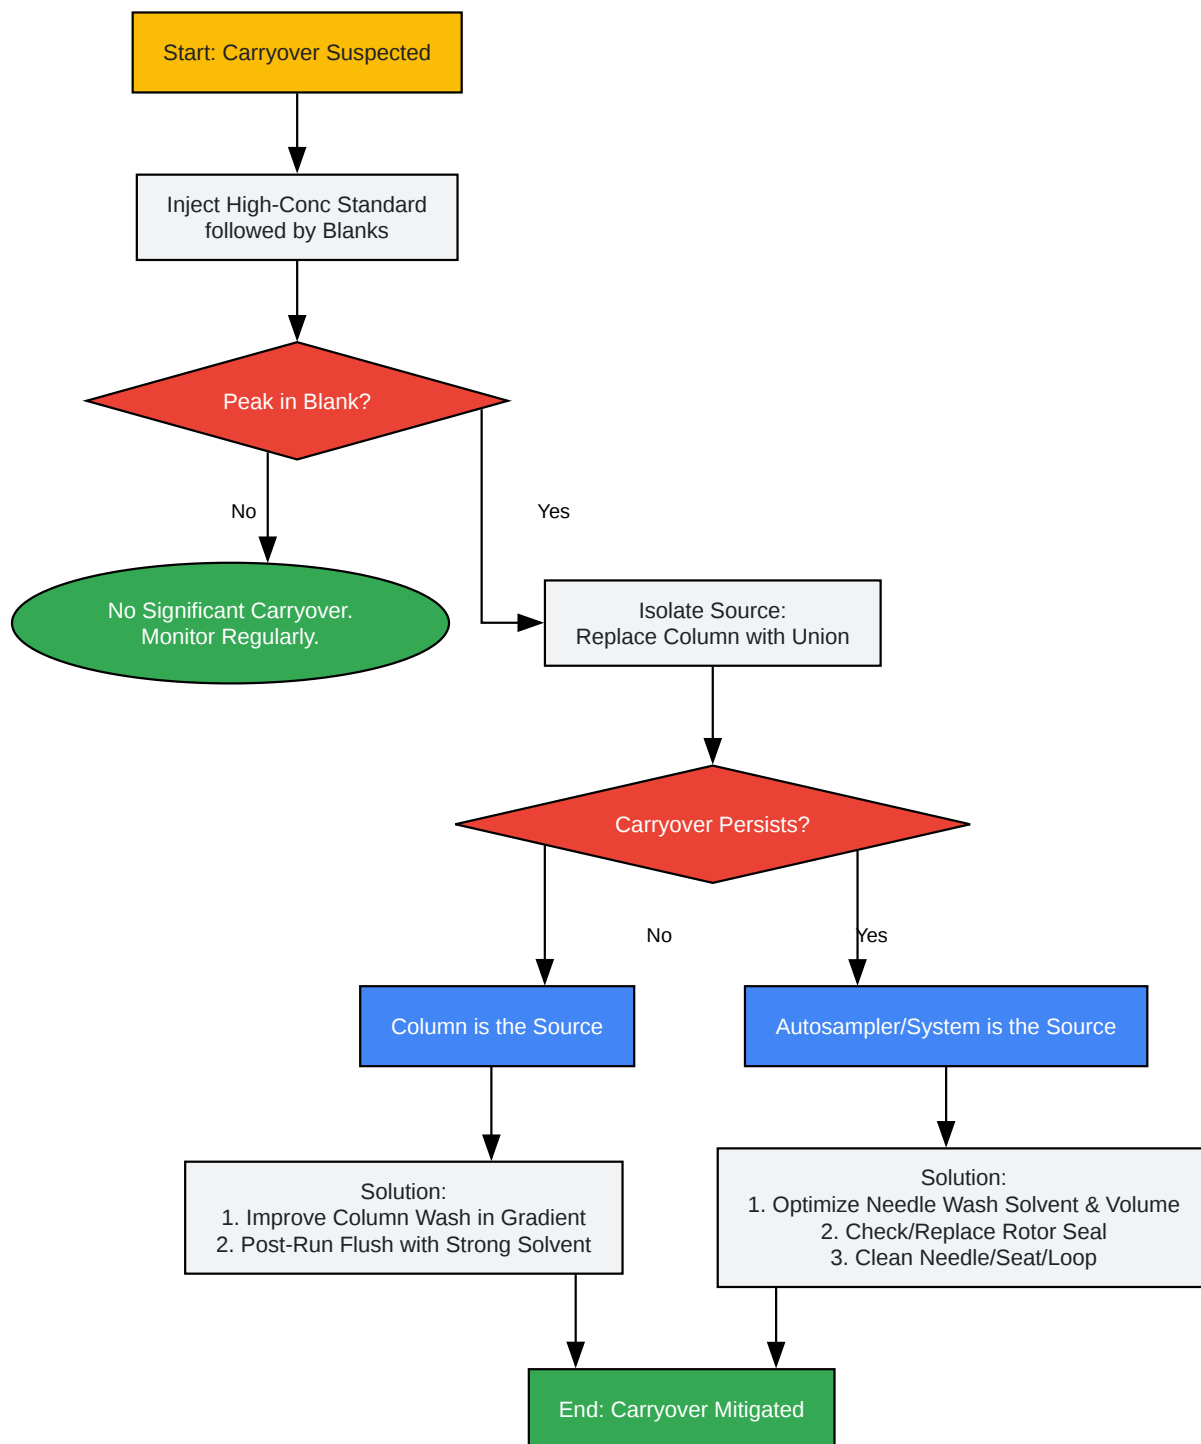 Start: Carryover Suspected
Inject High-Conc Standard
followed by Blanks
Peak in Blank?
No
Yes
No Significant Carryover.
Monitor Regularly.
Isolate Source:
Replace Column with Union
Carryover Persists?
No
Yes
Column is the Source
Autosampler/System is the Source
Solution:
1. Improve Column Wash in Gradient
2. Post-Run Flush with Strong Solvent
Solution:
1. Optimize Needle Wash Solvent & Volume
2. Check/Replace Rotor Seal
3. Clean Needle/Seat/Loop
End: Carryover Mitigated